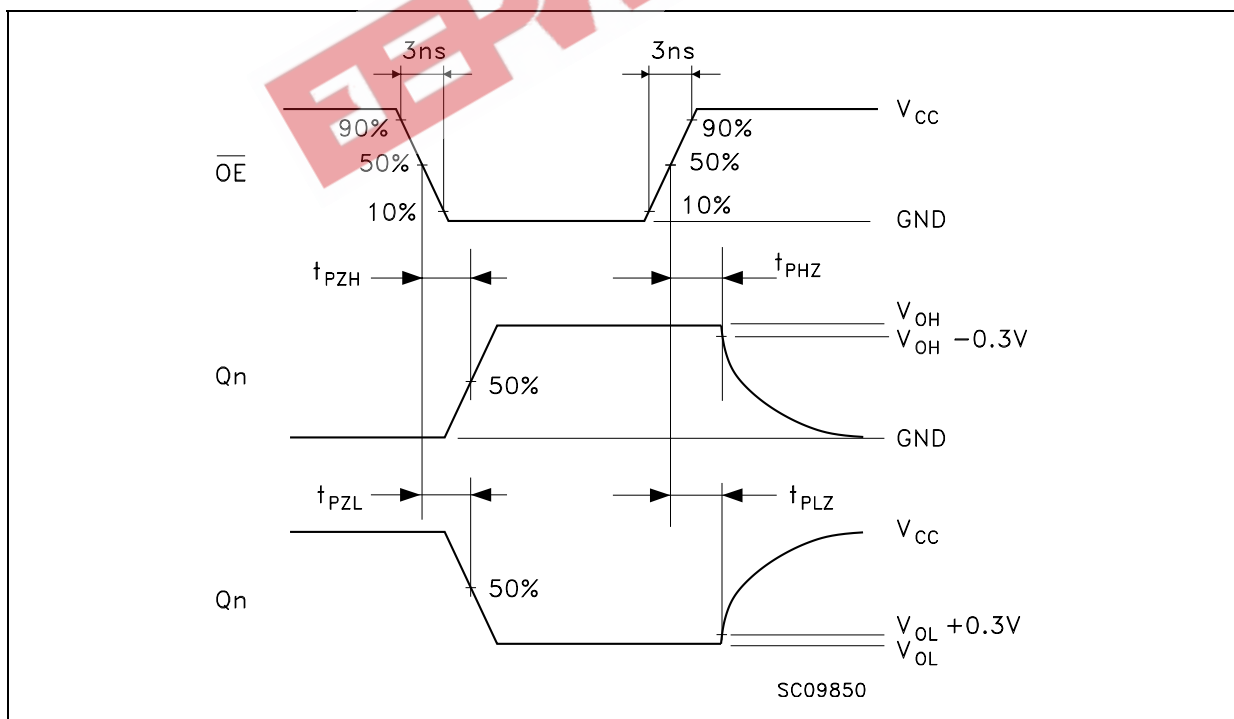 3ns 3ns
90% 90% V_CC
50% 50%
O̅E̅
10% 10% GND
t_PZH t_PHZ
V_OH
V_OH −0.3V
Qn 50%
GND
t_PZL t_PLZ
V_CC
50%
Qn
V_OL +0.3V
V_OL
SC09850